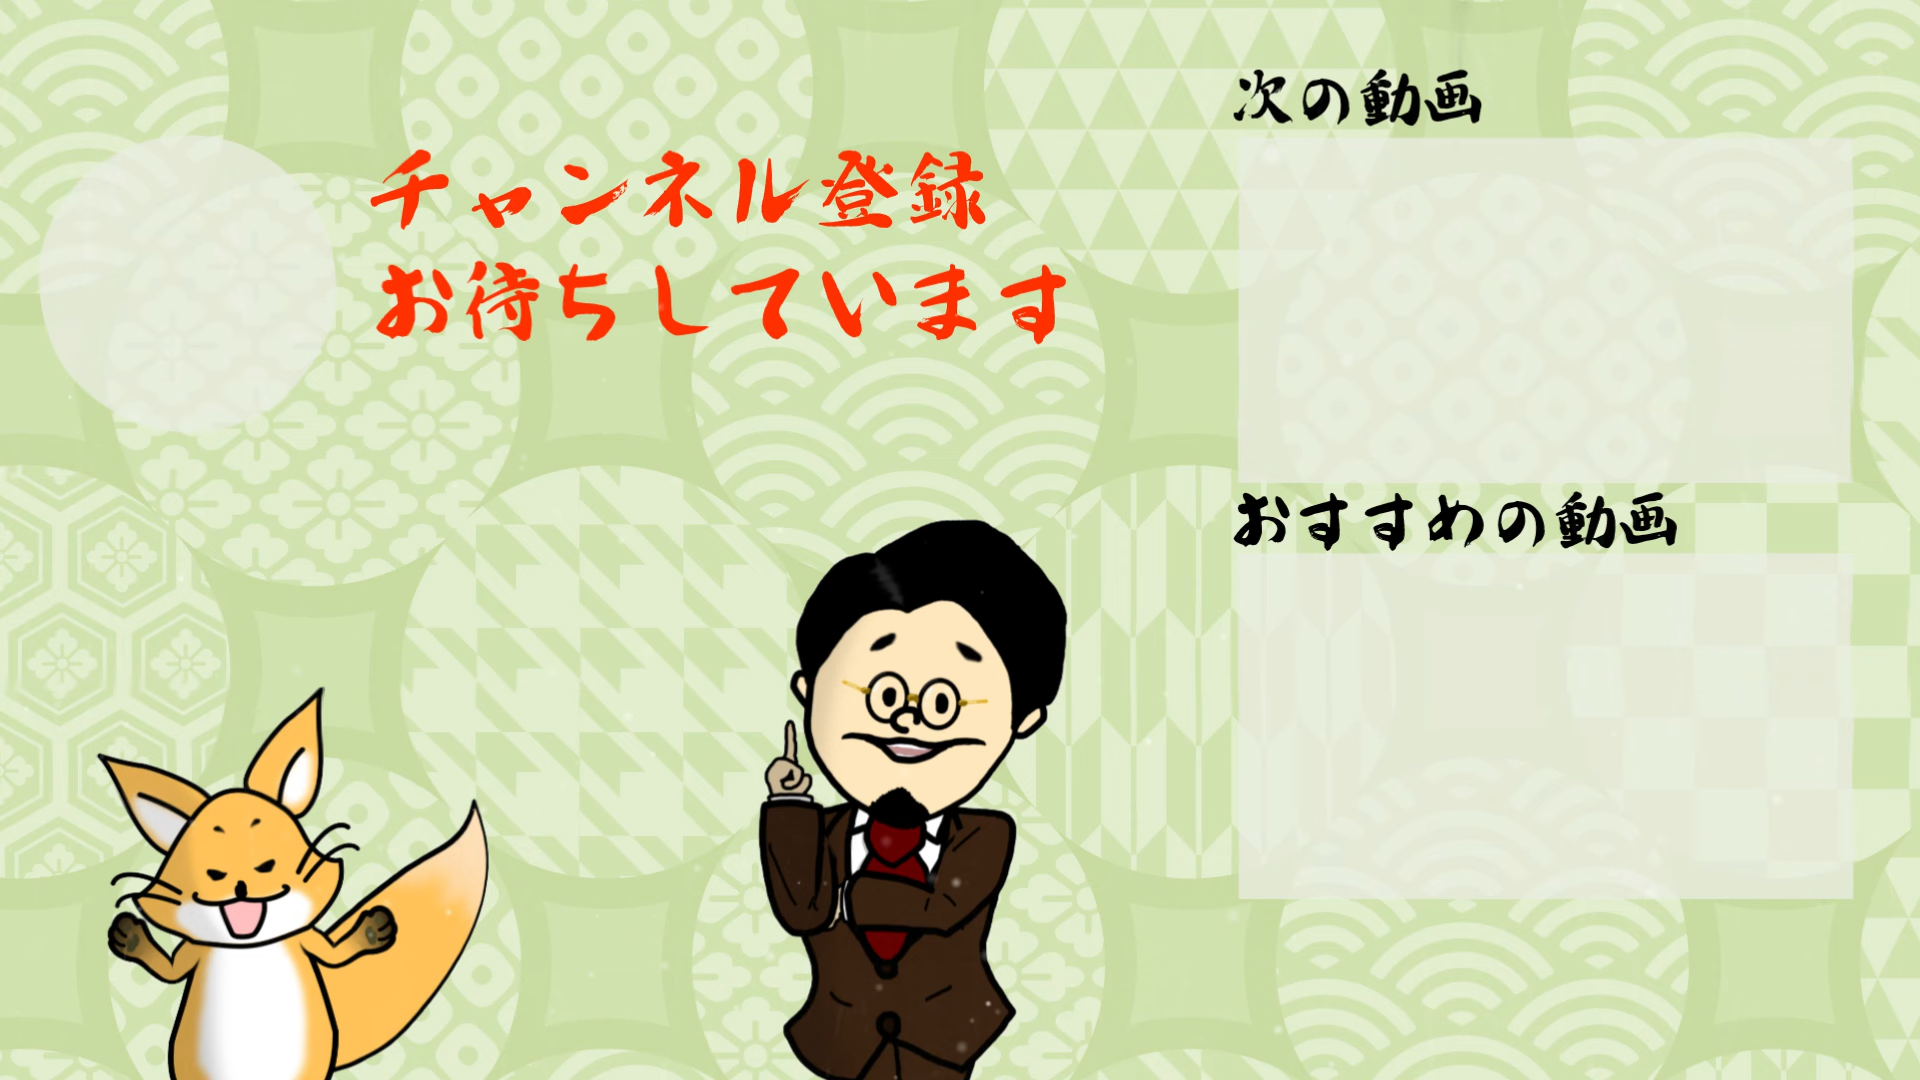 チャンネル登録
お待ちしています
次の動画
おすすめの動画